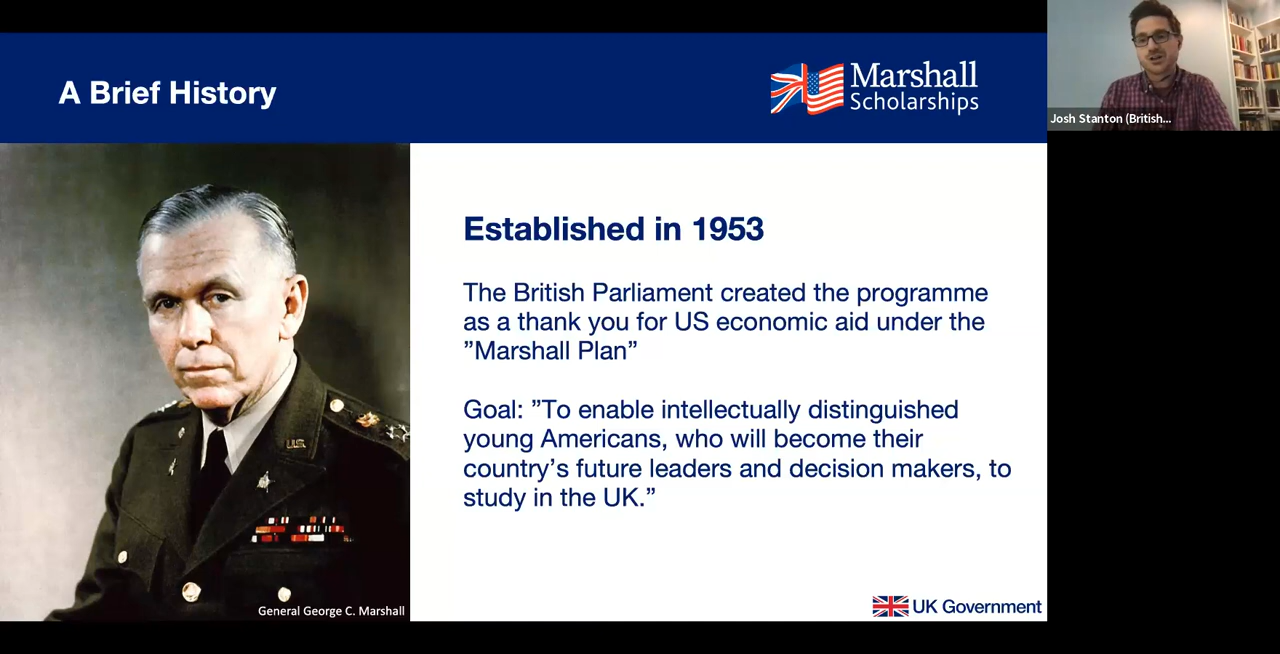 A Brief History
Marshall
Scholarships
Josh Stanton (British...
Established in 1953
The British Parliament created the programme
as a thank you for US economic aid under the
”Marshall Plan”
Goal: ”To enable intellectually distinguished
young Americans, who will become their
country’s future leaders and decision makers, to
study in the UK.”
U.S.
General George C. Marshall
UK Government